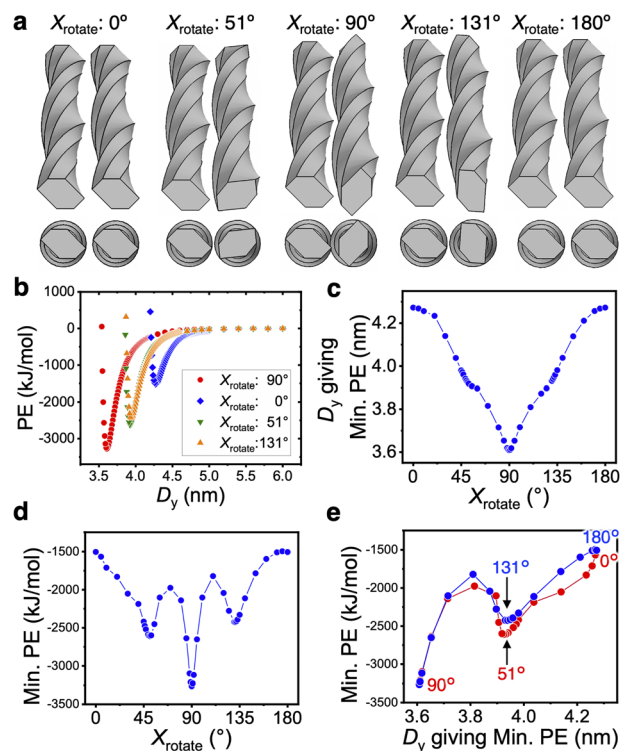 a
Xrotate: 0° Xrotate: 51° Xrotate: 90° Xrotate: 131° Xrotate: 180°
b
PE (kJ/mol)
1000
0
-1000
-2000
-3000
3.5 4.0 4.5 5.0 5.5 6.0
Dy (nm)
Xrotate: 90°
Xrotate: 0°
Xrotate: 51°
Xrotate: 131°
c
Dy giving
Min. PE (nm)
4.2
4.0
3.8
3.6
0 45 90 135 180
Xrotate (°)
d
Min. PE (kJ/mol)
-1500
-2000
-2500
-3000
-3500
0 45 90 135 180
Xrotate (°)
e
Min. PE (kJ/mol)
-1500
-2000
-2500
-3000
-3500
180°
0°
131°
51°
90°
3.6 3.8 4.0 4.2
Dy giving Min. PE (nm)